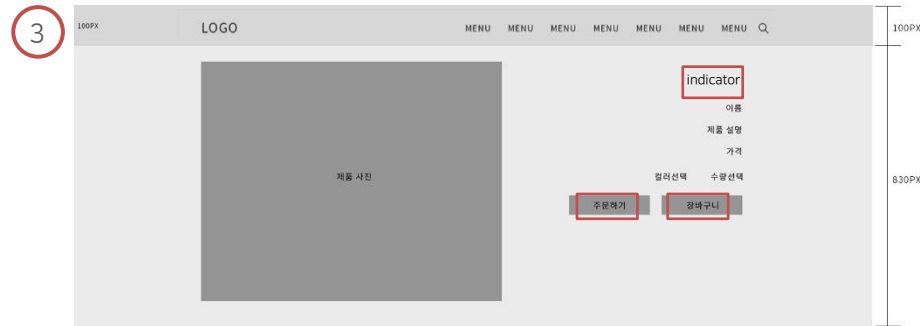 3
100PX
LOGO
MENU MENU MENU MENU MENU MENU MENU
100PX
indicator
이름
제품 설명
가격
제품 사진
컬러선택 수량선택
830PX
주문하기 장바구니